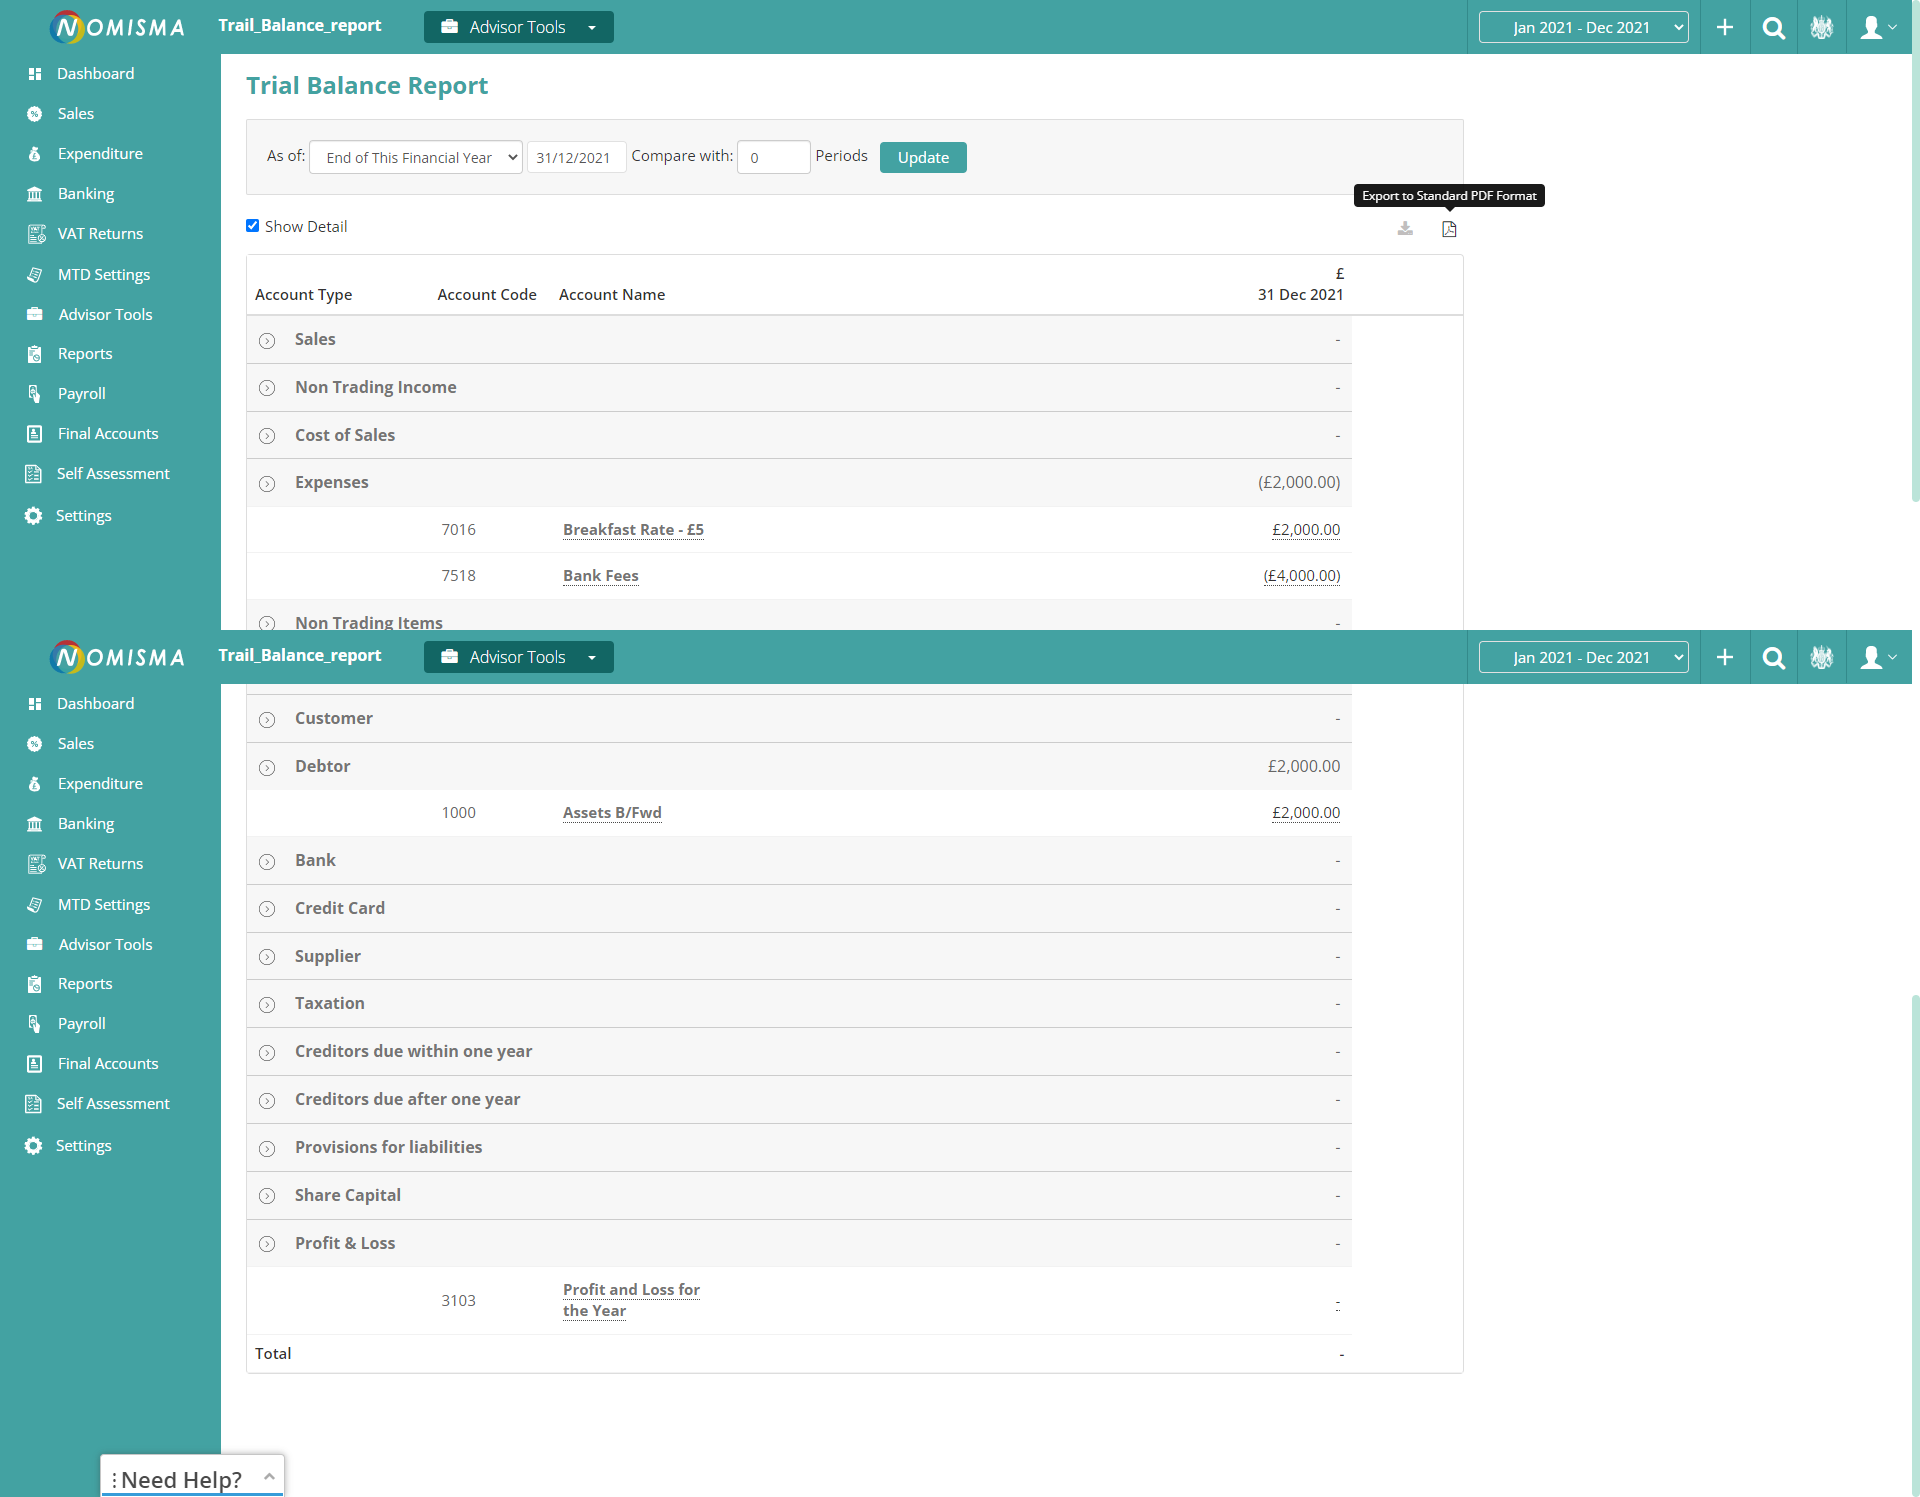 NOMISMA Trail_Balance_report Advisor Tools Jan 2021 - Dec 2021
Dashboard
Sales
Expenditure
Banking
VAT Returns
MTD Settings
Advisor Tools
Reports
Payroll
Final Accounts
Self Assessment
Settings
Trial Balance Report
As of: End of This Financial Year 31/12/2021 Compare with: 0 Periods Update
Export to Standard PDF Format
Show Detail
£
Account Type Account Code Account Name 31 Dec 2021
Sales -
Non Trading Income -
Cost of Sales -
Expenses (£2,000.00)
7016 Breakfast Rate - £5 £2,000.00
7518 Bank Fees (£4,000.00)
Non Trading Items -
NOMISMA Trail_Balance_report Advisor Tools Jan 2021 - Dec 2021
Dashboard
Sales
Expenditure
Banking
VAT Returns
MTD Settings
Advisor Tools
Reports
Payroll
Final Accounts
Self Assessment
Settings
Customer -
Debtor £2,000.00
1000 Assets B/Fwd £2,000.00
Bank -
Credit Card -
Supplier -
Taxation -
Creditors due within one year -
Creditors due after one year -
Provisions for liabilities -
Share Capital -
Profit & Loss -
3103 Profit and Loss for
the Year -
Total -
Need Help?